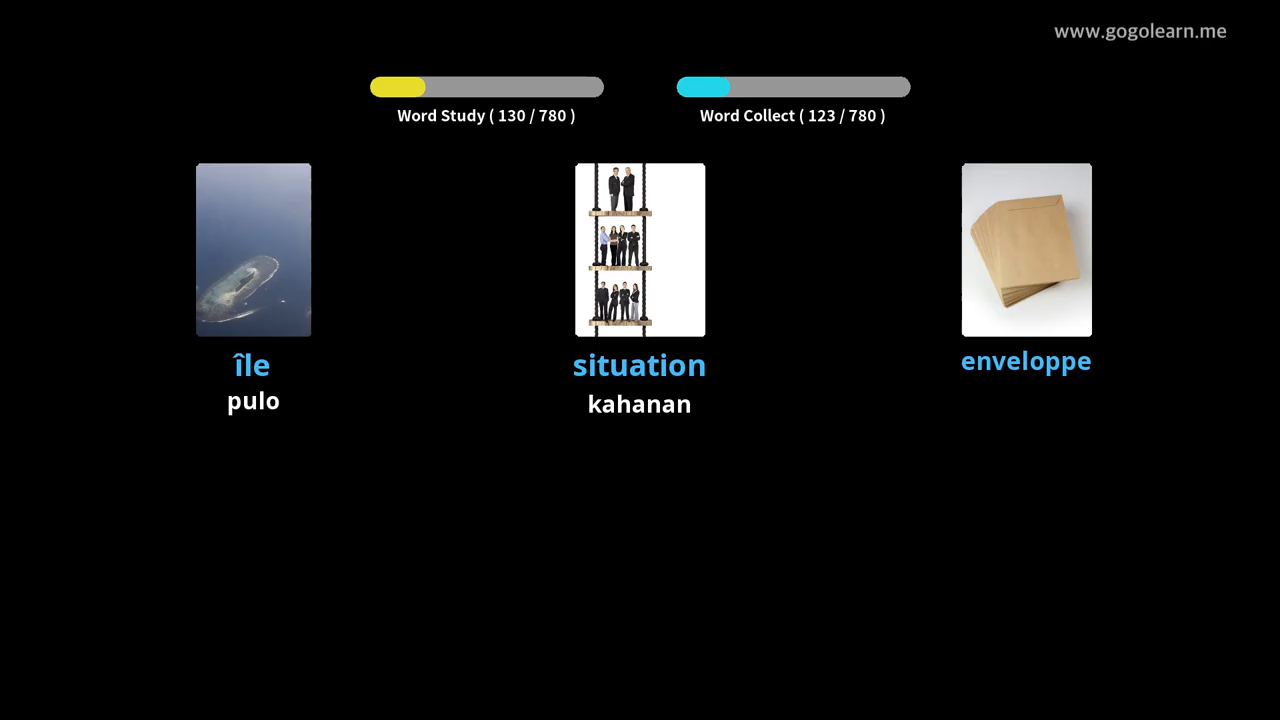 www.gogolearn.me
Word Study ( 130 / 780 )
Word Collect ( 123 / 780 )
île
pulo
situation
kahanan
enveloppe